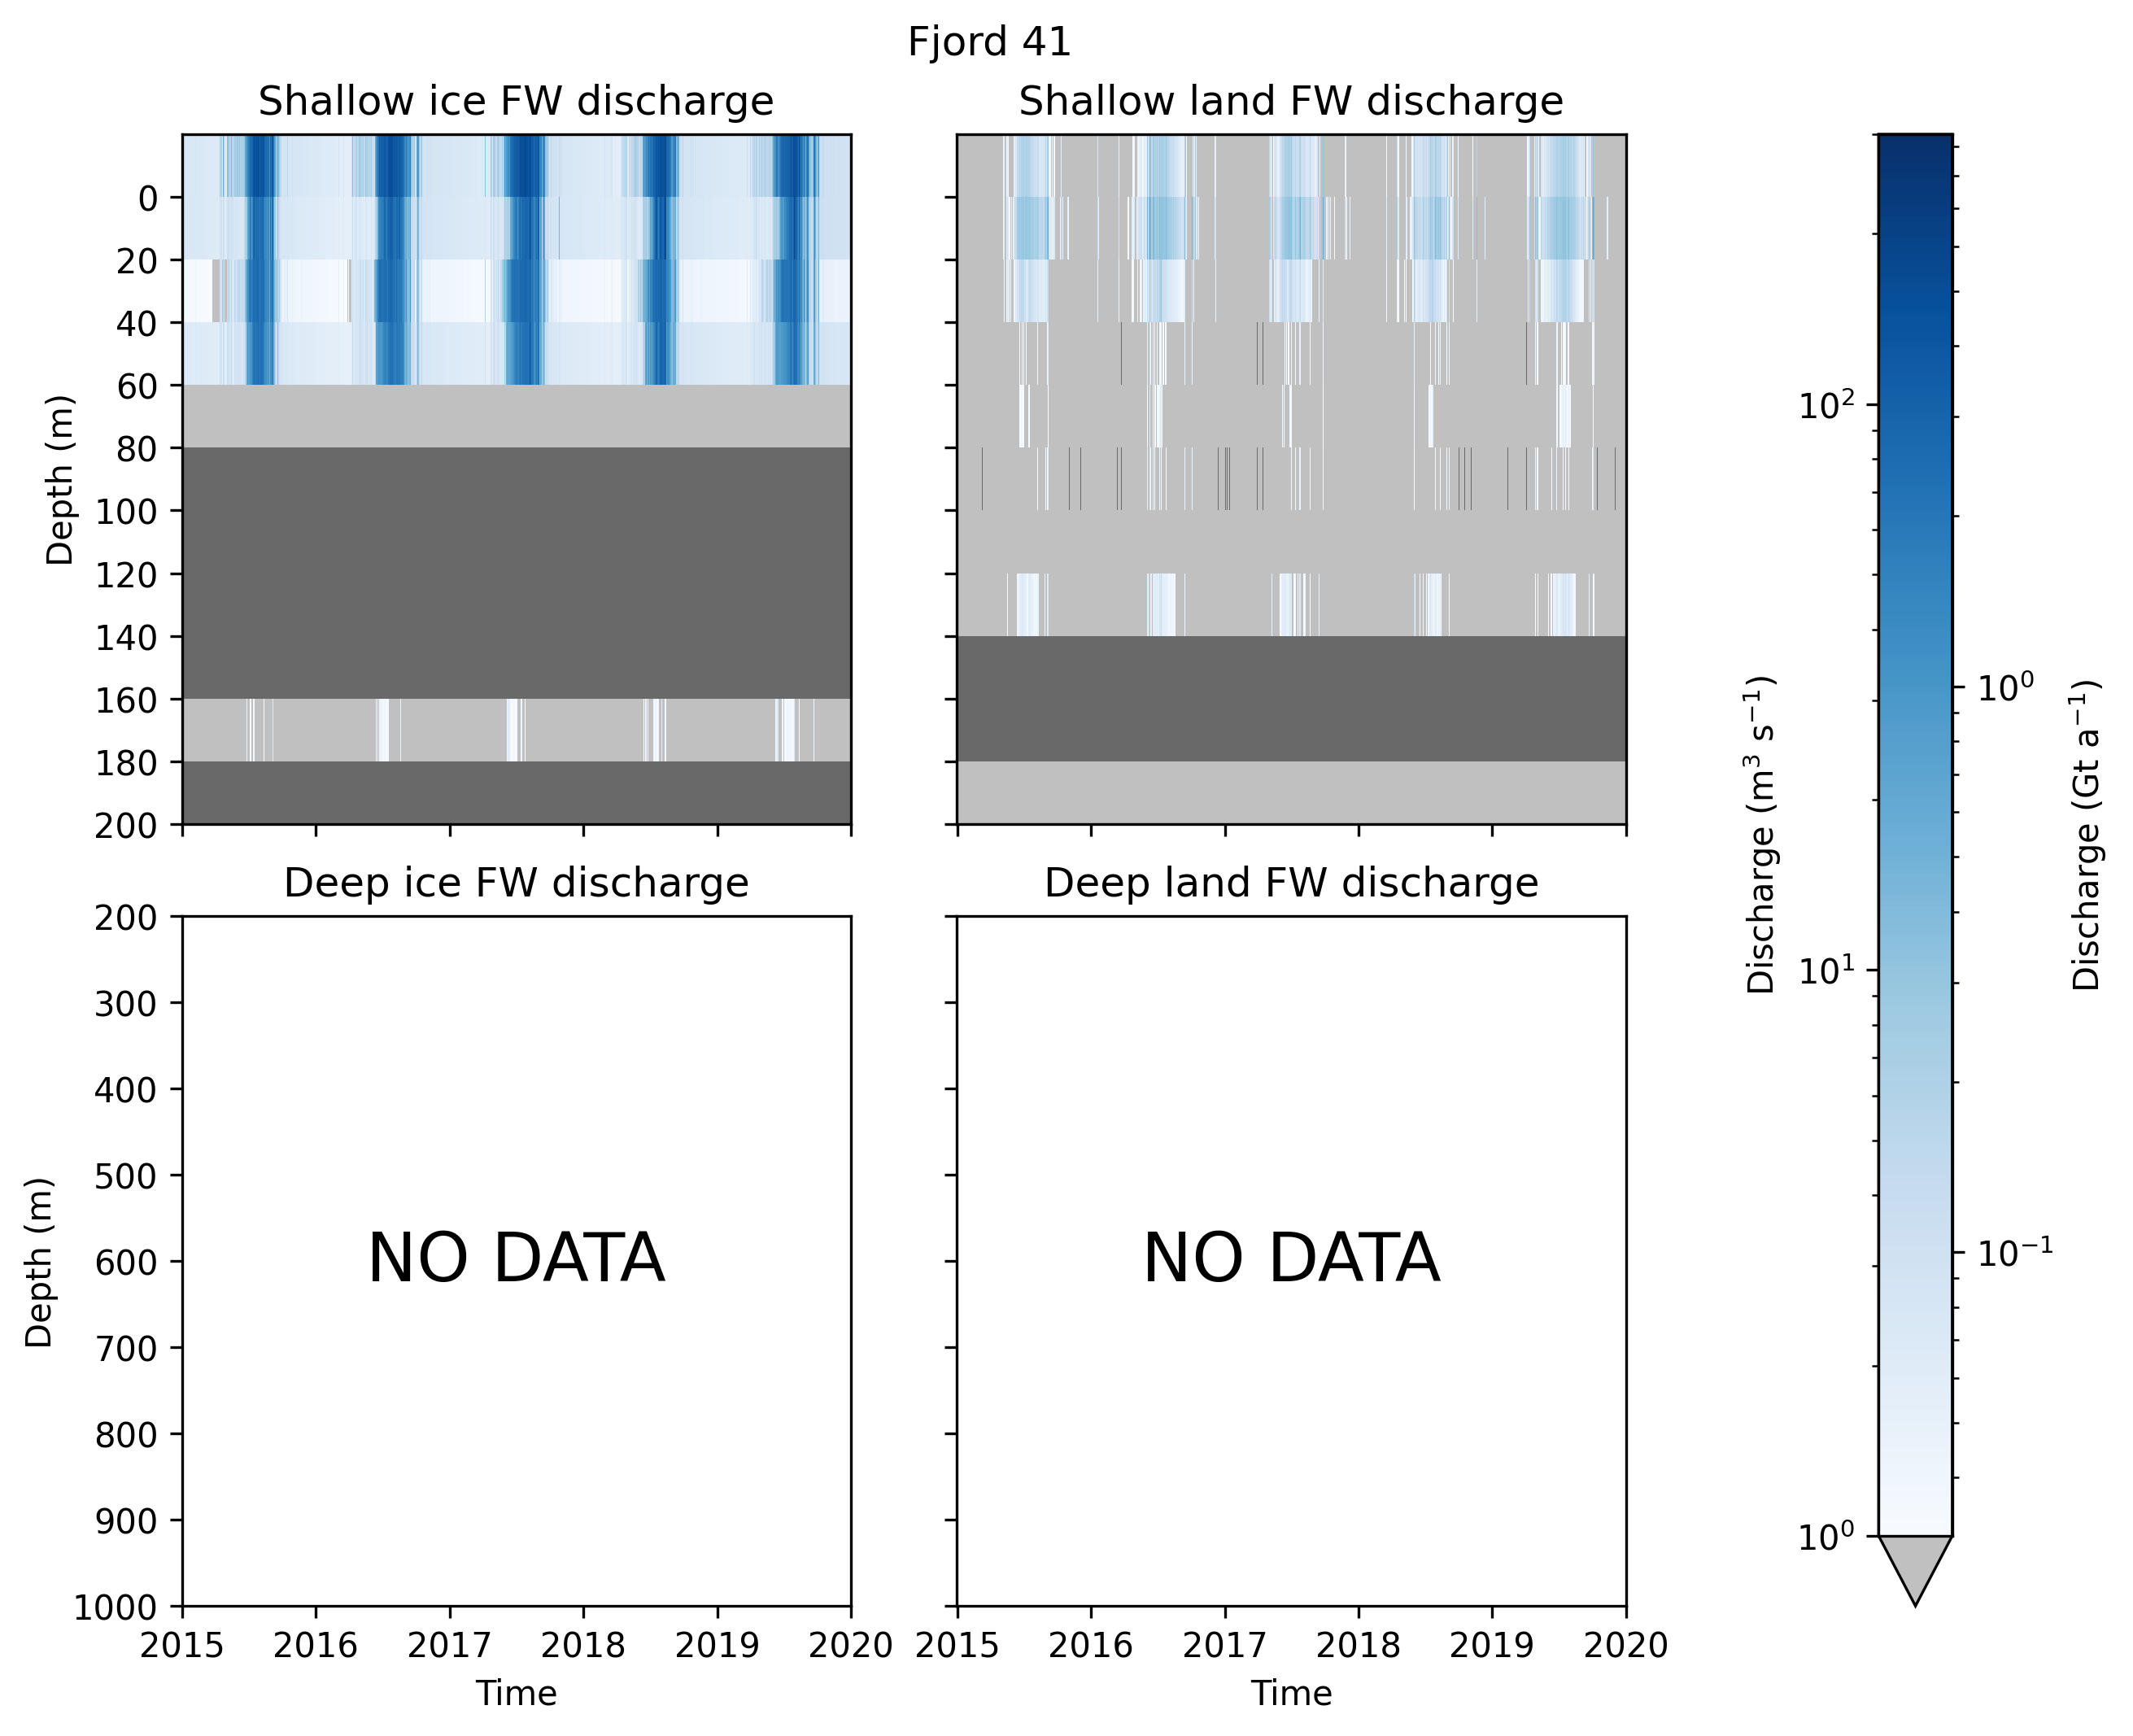 Fjord 41
Shallow ice FW discharge
Shallow land FW discharge
0
20
40
60
80
100
120
140
160
180
200
Depth (m)
Deep ice FW discharge
Deep land FW discharge
200
300
400
500
600
700
800
900
1000
Depth (m)
NO DATA
NO DATA
2015 2016 2017 2018 2019 2020
2015 2016 2017 2018 2019 2020
Time
Time
Discharge (m³ s⁻¹)
10²
10¹
10⁰
10⁰
10⁻¹
Discharge (Gt a⁻¹)